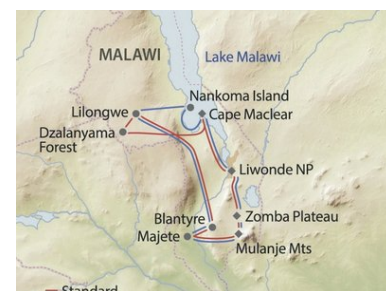 MALAWI
Lake Malawi
Nankoma Island
Lilongwe
Cape Maclear
Dzalanyama
Forest
Liwonde NP
Blantyre
Zomba Plateau
Majete
Mulanje Mts
Standard